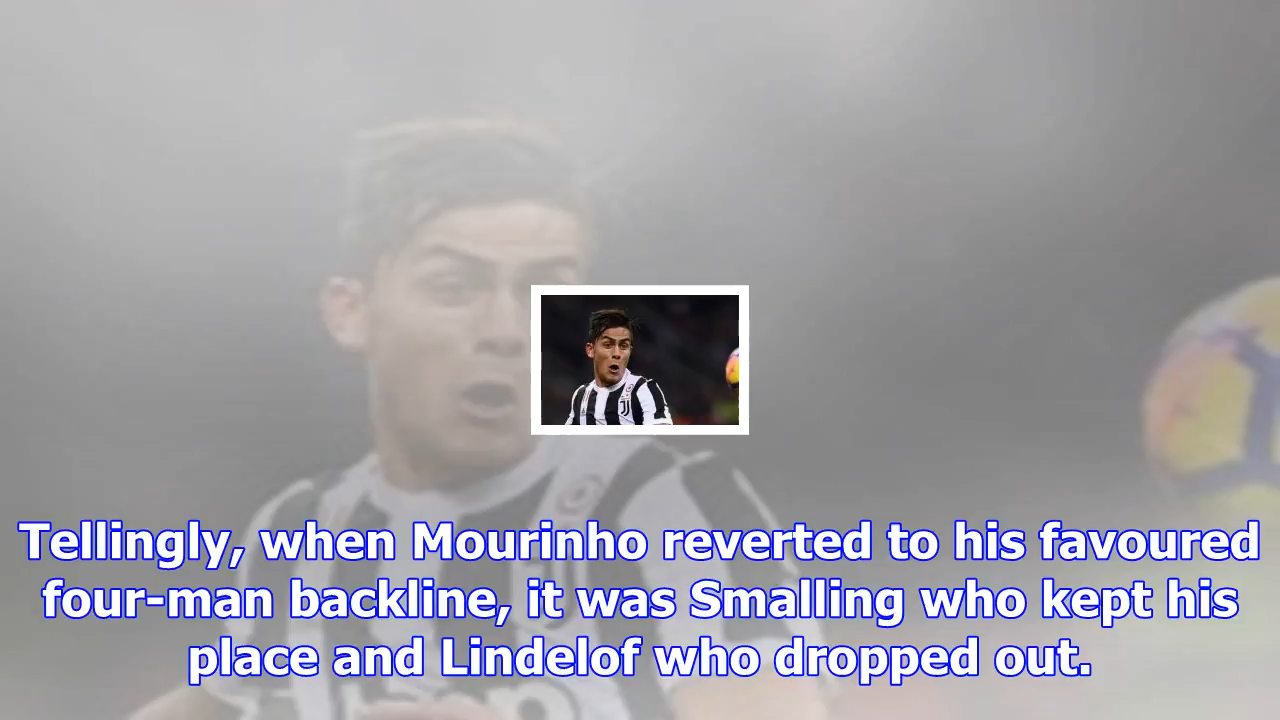 Tellingly, when Mourinho reverted to his favoured
four-man backline, it was Smalling who kept his
place and Lindelof who dropped out.